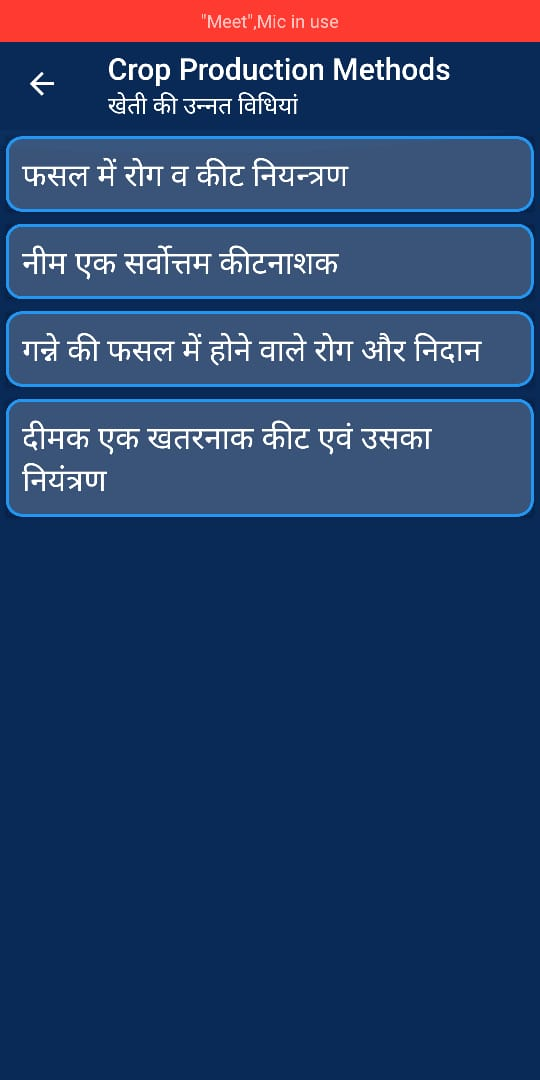 "Meet",Mic in use
Crop Production Methods
खेती की उन्नत विधियां
फसल में रोग व कीट नियन्त्रण
नीम एक सर्वोत्तम कीटनाशक
गन्ने की फसल में होने वाले रोग और निदान
दीमक एक खतरनाक कीट एवं उसका
नियंत्रण